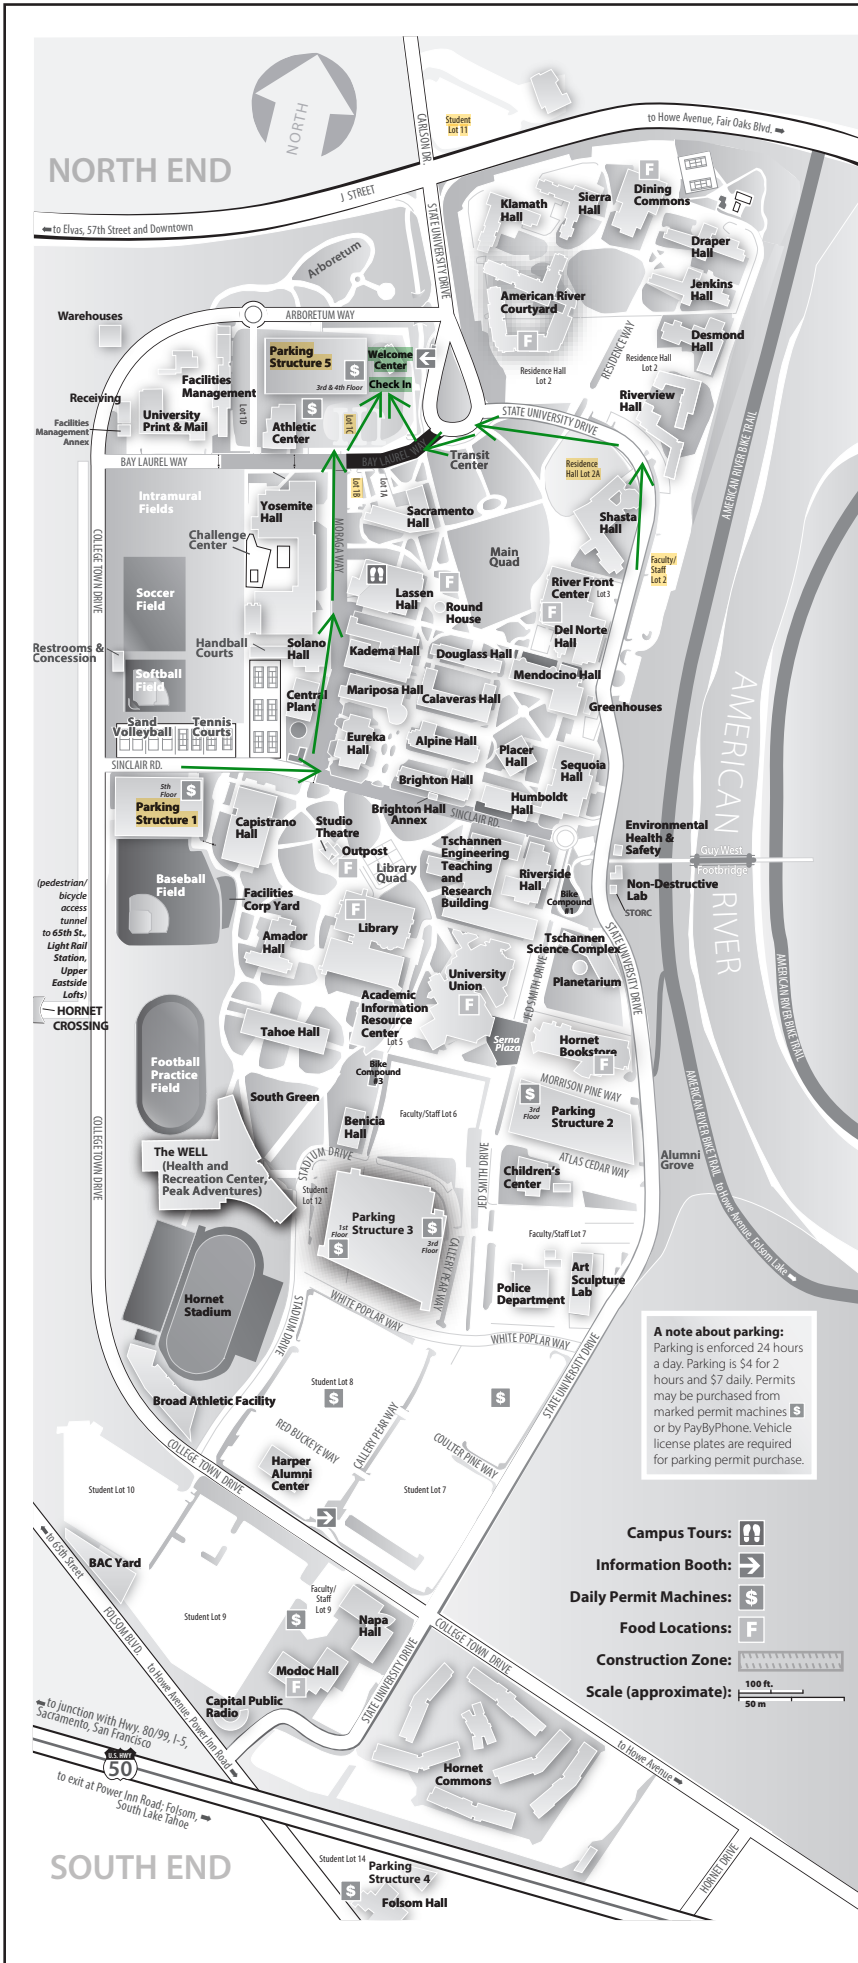 NORTH
NORTH END
CARLSON DR.
Student
Lot 11
to Howe Avenue, Fair Oaks Blvd.
J STREET
to Elvas, 57th Street and Downtown
STATE UNIVERSITY DRIVE
Klamath
Hall
Sierra
Hall
F
Dining
Commons
Draper
Hall
Jenkins
Hall
Desmond
Hall
American River
Courtyard
F
Residence Hall
Lot 2
RESIDENCE WAY
Residence Hall
Lot 2
Riverview
Hall
Arboretum
ARBORETUM WAY
Warehouses
Parking
Structure 5
$
3rd & 4th Floor
Welcome
Center
Check In
Facilities
Management
Receiving
University
Print & Mail
Lot 10
Facilities
Management
Annex
$
Athletic
Center
Lot 1C
STATE UNIVERSITY DRIVE
BAY LAUREL WAY
BAY LAUREL WAY
Transit
Center
Residence
Hall Lot 2A
AMERICAN RIVER BIKE TRAIL
Intramural
Fields
Yosemite
Hall
Lot 1B
Lot 1A
Sacramento
Hall
Shasta
Hall
Challenge
Center
MORAGA WAY
COLLEGE TOWN DRIVE
Main
Quad
Faculty/
Staff
Lot 2
Soccer
Field
Lassen
Hall
F
Round
House
River Front
Center
Lot 3
F
Del Norte
Hall
Restrooms &
Concession
Handball
Courts
Solano
Hall
Kadema Hall
Douglass Hall
Mendocino Hall
Softball
Field
Central
Plant
Mariposa Hall
Calaveras Hall
Greenhouses
AMERICAN RIVER
Sand
Volleyball
Tennis
Courts
Eureka
Hall
Alpine Hall
Placer
Hall
Sequoia
Hall
SINCLAIR RD.
Brighton Hall
Humboldt
Hall
5th
Floor
$
Parking
Structure 1
Capistrano
Hall
Studio
Theatre
Brighton Hall
Annex
SINCLAIR RD.
Environmental
Health &
Safety
Guy West
Footbridge
Outpost
F
Library
Quad
Tschannen
Engineering
Teaching
and
Research
Building
Riverside
Hall
Bike
Compound
#1
Non-Destructive
Lab
STORC
Baseball
Field
(pedestrian/
bicycle
access
tunnel
to 65th St.,
Light Rail
Station,
Upper
Eastside
Lofts)
HORNET
CROSSING
Facilities
Corp Yard
F
Library
Amador
Hall
Tschannen
Science Complex
Planetarium
University
Union
F
JED SMITH DRIVE
STATE UNIVERSITY DRIVE
AMERICAN RIVER BIKE TRAIL
Academic
Information
Resource
Center
Lot 5
Tahoe Hall
Serna
Plaza
Hornet
Bookstore
F
Football
Practice
Field
Bike
Compound
#3
South Green
MORRISON PINE WAY
$
3rd
Floor
Parking
Structure 2
Faculty/Staff Lot 6
Benicia
Hall
COLLEGE TOWN DRIVE
The WELL
(Health and
Recreation Center,
Peak Adventures)
STADIUM DRIVE
Student
Lot 12
JED SMITH DRIVE
ATLAS CEDAR WAY
Children's
Center
Alumni
Grove
AMERICAN RIVER BIKE TRAIL
to Howe Avenue, Folsom Lake
Parking
Structure 3
1st
Floor
$
$
3rd
Floor
CALLERY PEAR WAY
Faculty/Staff Lot 7
Hornet
Stadium
Police
Department
Art
Sculpture
Lab
STADIUM DRIVE
WHITE POPLAR WAY
WHITE POPLAR WAY
STATE UNIVERSITY DRIVE
A note about parking:
Parking is enforced 24 hours
a day. Parking is $4 for 2
hours and $7 daily. Permits
may be purchased from
marked permit machines $
or by PayByPhone. Vehicle
license plates are required
for parking permit purchase.
Student Lot 8
$
$
Broad Athletic Facility
RED BUCKEYE WAY
CALLERY PEAR WAY
COULTER PINE WAY
COLLEGE TOWN DRIVE
Harper
Alumni
Center
Student Lot 10
Student Lot 7
to 65th Street
BAC Yard
FOLSOM BLVD.
to Howe Avenue, Power Inn Road
Faculty/
Staff
Lot 9
Student Lot 9
$
Napa
Hall
Modoc Hall
F
Capital Public
Radio
STATE UNIVERSITY DRIVE
COLLEGE TOWN DRIVE
Campus Tours:
Information Booth:
Daily Permit Machines: $
Food Locations: F
Construction Zone:
Scale (approximate):
100 ft.
50 m
to junction with Hwy. 80/99, I-5,
Sacramento, San Francisco
U.S. HWY
50
to exit at Power Inn Road; Folsom,
South Lake Tahoe
Hornet
Commons
to Howe Avenue
HORNET DRIVE
SOUTH END
Student Lot 14
Parking
Structure 4
$
Folsom Hall